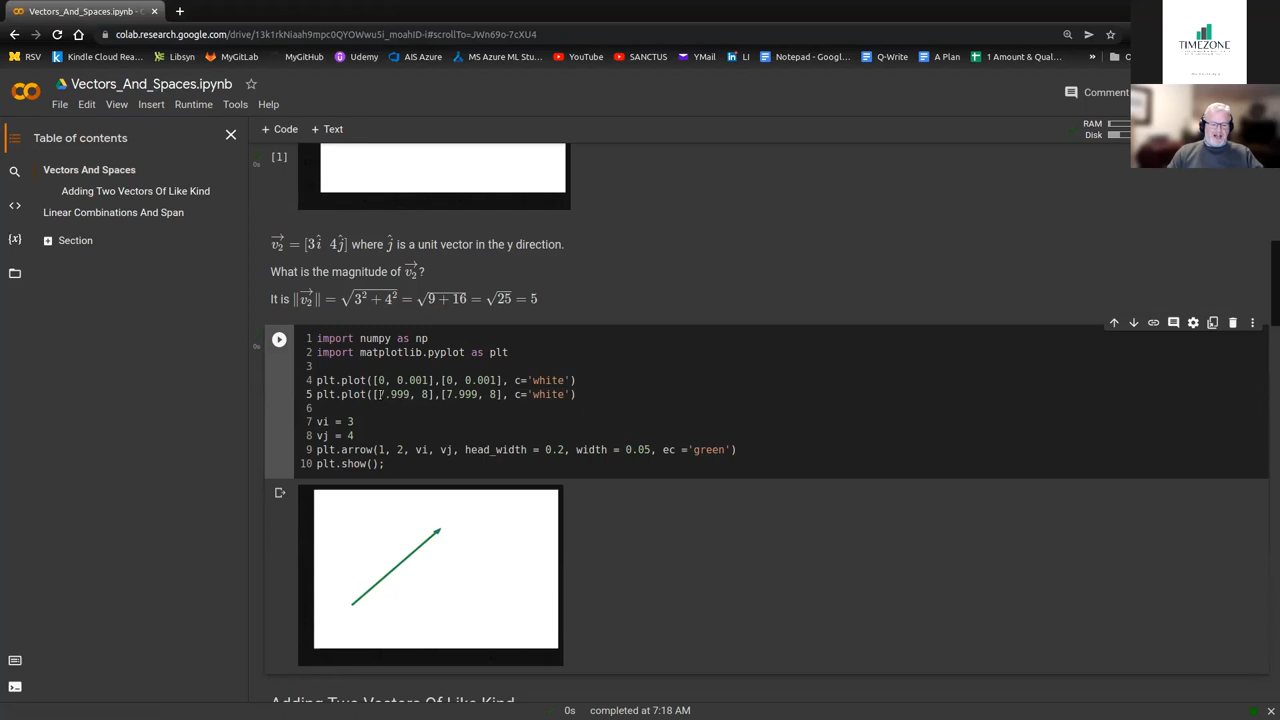 Vectors_And_Spaces.ipynb - C
colab.research.google.com/drive/13k1rkNiaah9mpc0QYOWwu5i_moahID-i#scrollTo=JWn69o-7cXU4
RSV Kindle Cloud Rea... MyGitLab MyGitHub Udemy AIS Azure MS Azure ML Stu... YouTube SANCTUS YMail LI Notepad - Googl... Q-Write A Plan 1 Amount & Qual... »
TIMEZONE
Vectors_And_Spaces.ipynb
File Edit View Insert Runtime Tools Help
Comment
Table of contents
+ Code + Text
RAM
Disk
Vectors And Spaces
Adding Two Vectors Of Like Kind
Linear Combinations And Span
Section
[1]
0s
v₂ = [3î 4ĵ] where ĵ is a unit vector in the y direction.
What is the magnitude of v₂?
It is ||v₂|| = √3² + 4² = √9 + 16 = √25 = 5
0s
1 import numpy as np
2 import matplotlib.pyplot as plt
3
4 plt.plot([0, 0.001],[0, 0.001], c='white')
5 plt.plot([7.999, 8],[7.999, 8], c='white')
6
7 vi = 3
8 vj = 4
9 plt.arrow(1, 2, vi, vj, head_width = 0.2, width = 0.05, ec ='green')
10 plt.show();
Adding Two Vectors Of Like Kind
0s completed at 7:18 AM